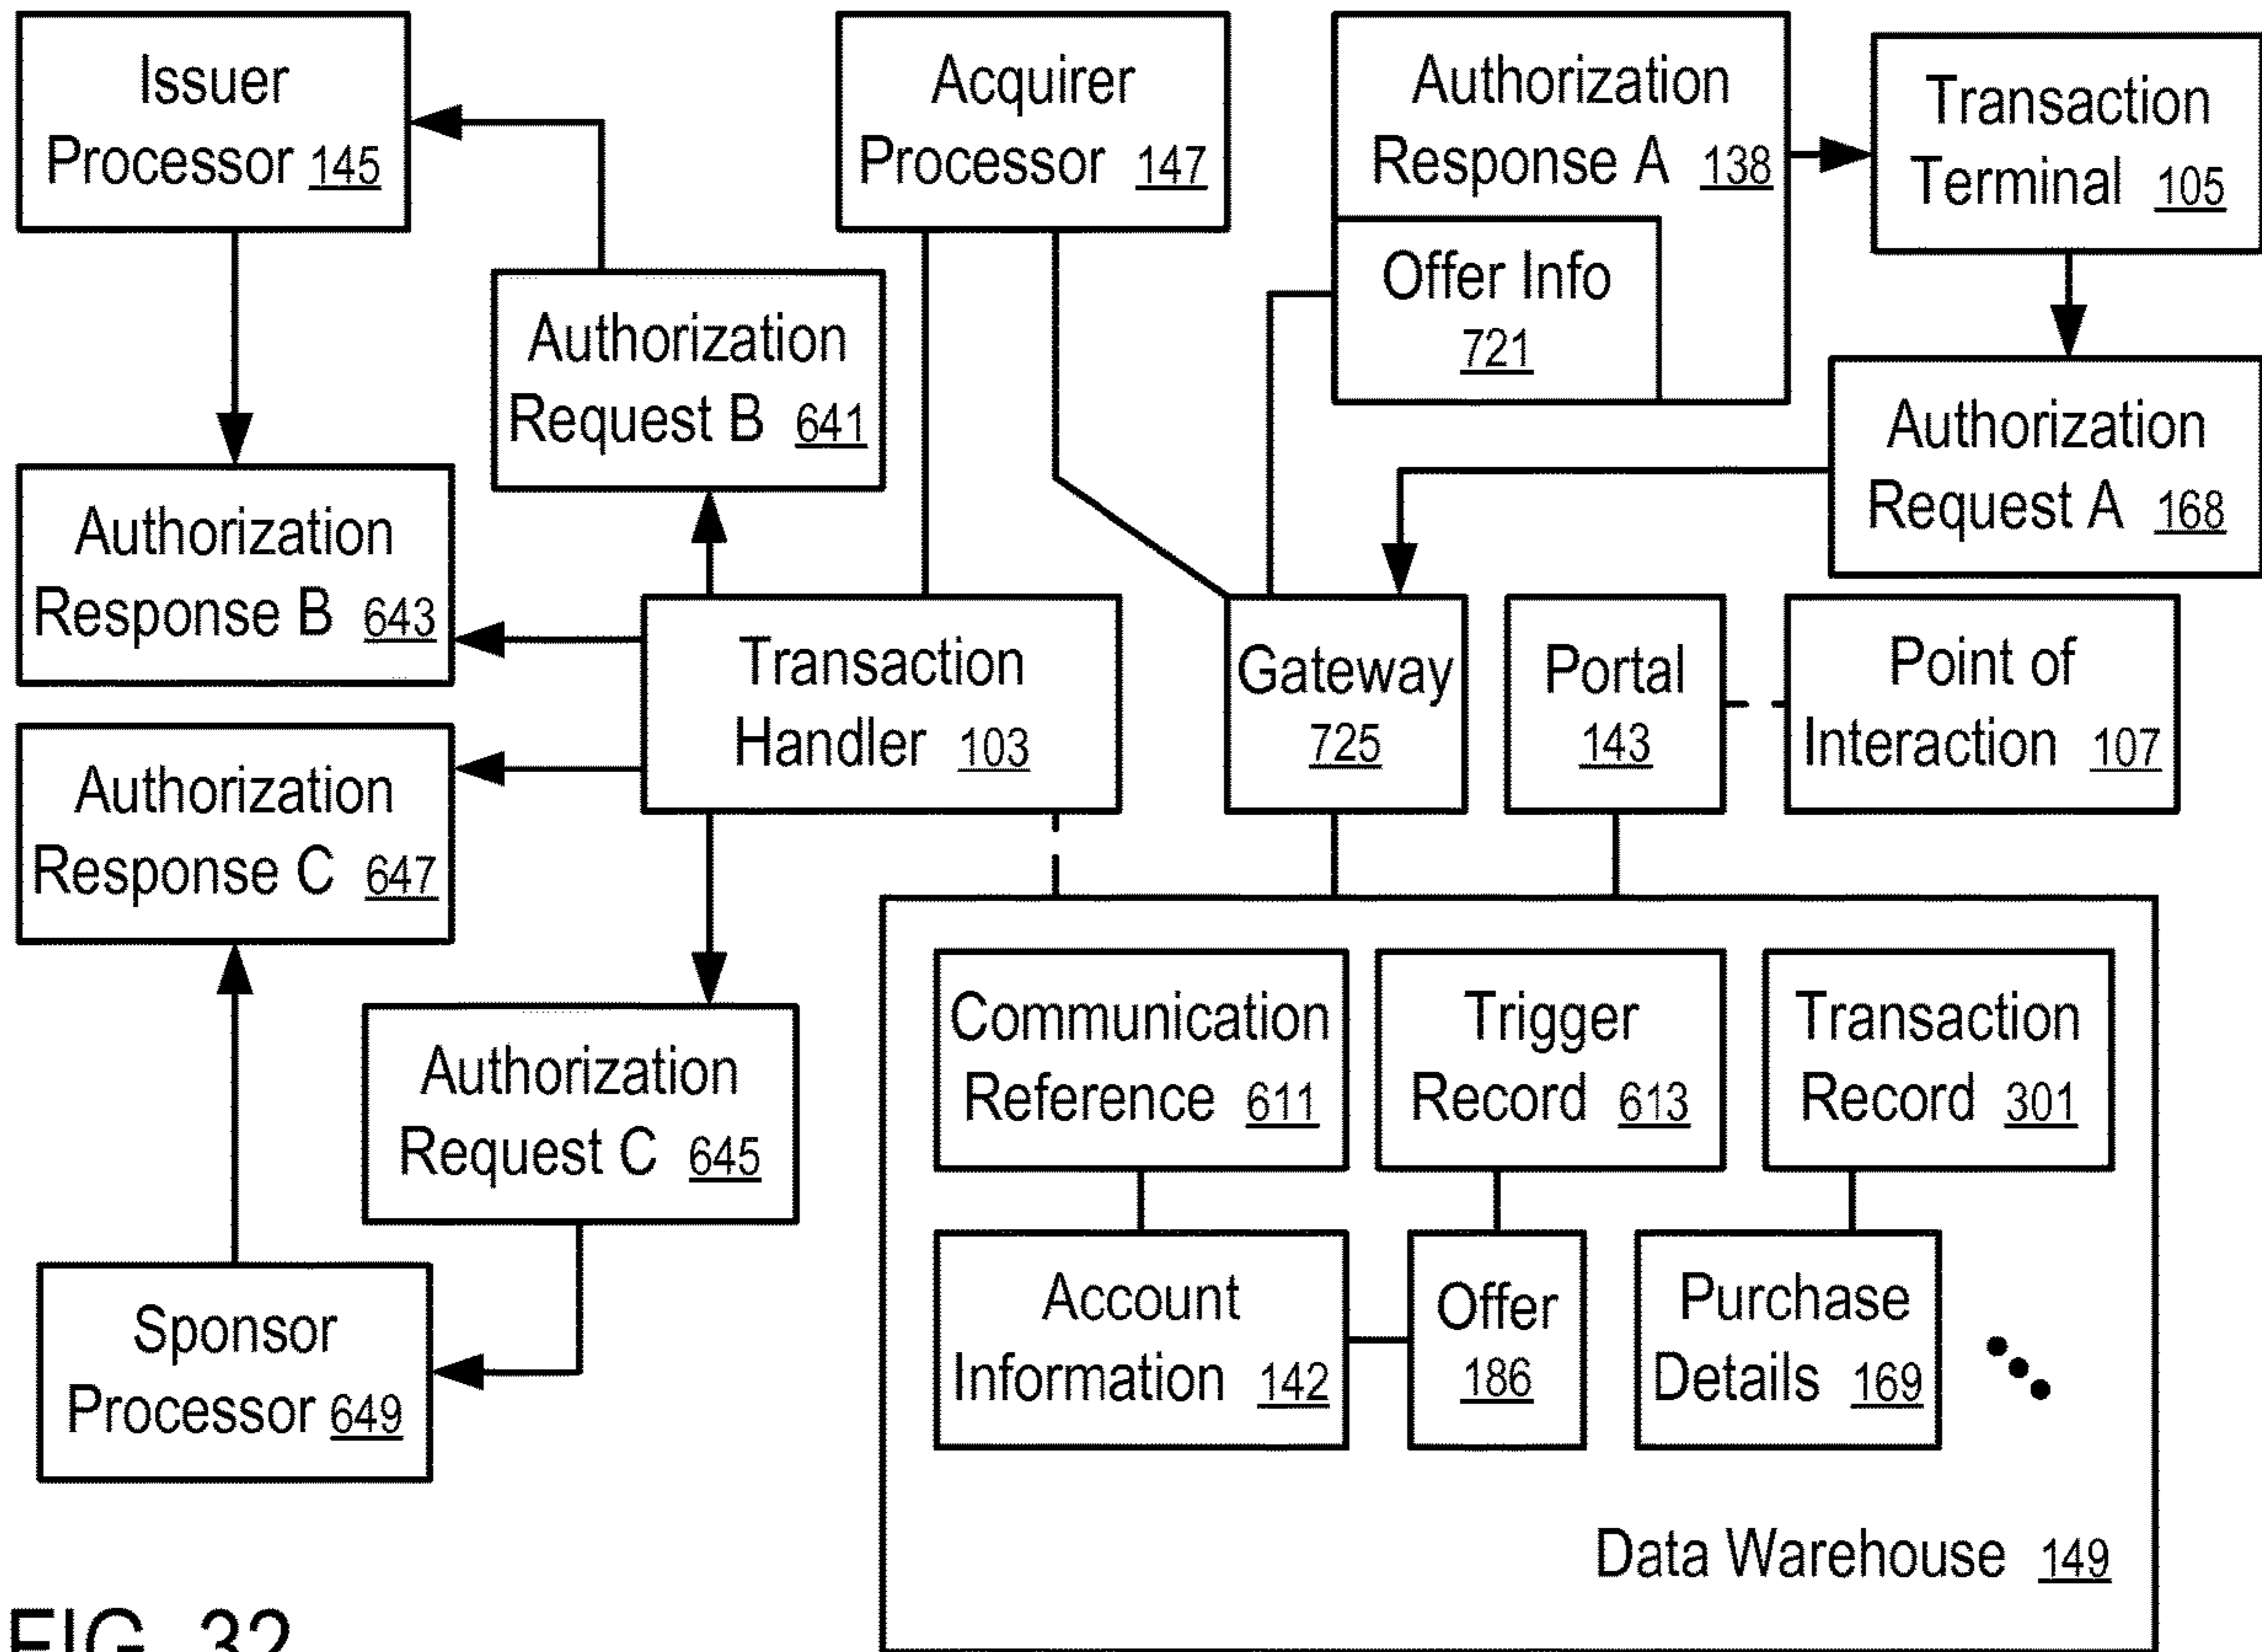 Issuer
Processor 145
Acquirer
Processor 147
Authorization
Response A 138
Offer Info
721
Transaction
Terminal 105
Authorization
Request B 641
Authorization
Request A 168
Authorization
Response B 643
Transaction
Handler 103
Gateway
725
Portal
143
Point of
Interaction 107
Authorization
Response C 647
Authorization
Request C 645
Sponsor
Processor 649
Communication
Reference 611
Trigger
Record 613
Transaction
Record 301
Account
Information 142
Offer
186
Purchase
Details 169
Data Warehouse 149
FIG. 32